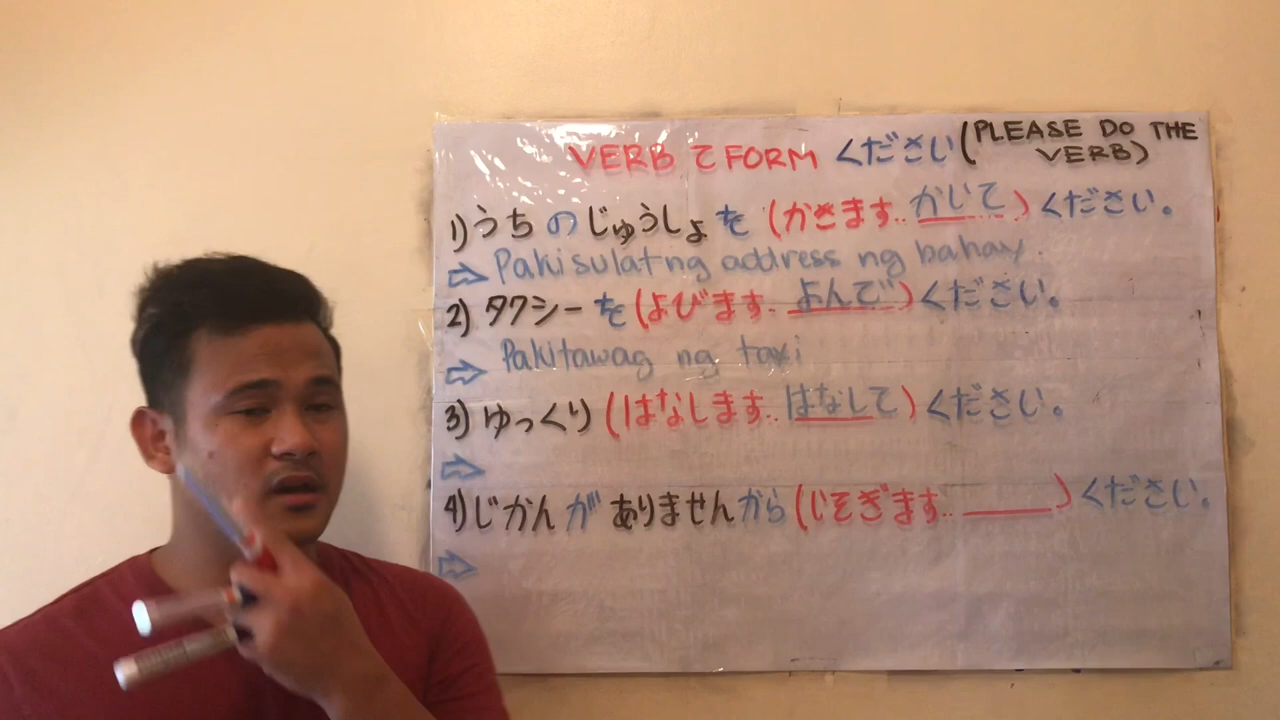 VERB て FORM ください (PLEASE DO THE VERB)
1) うち の じゅうしょ を (かきます.. かいて) ください。
⇨ Pakisulat ng address ng bahay.
2) タクシー を (よびます.. よんで) ください。
⇨ Pakitawag ng taxi
3) ゆっくり (はなします.. はなして) ください。
⇨
4) じかん が ありませんから (いそぎます.. ____) ください。
⇨